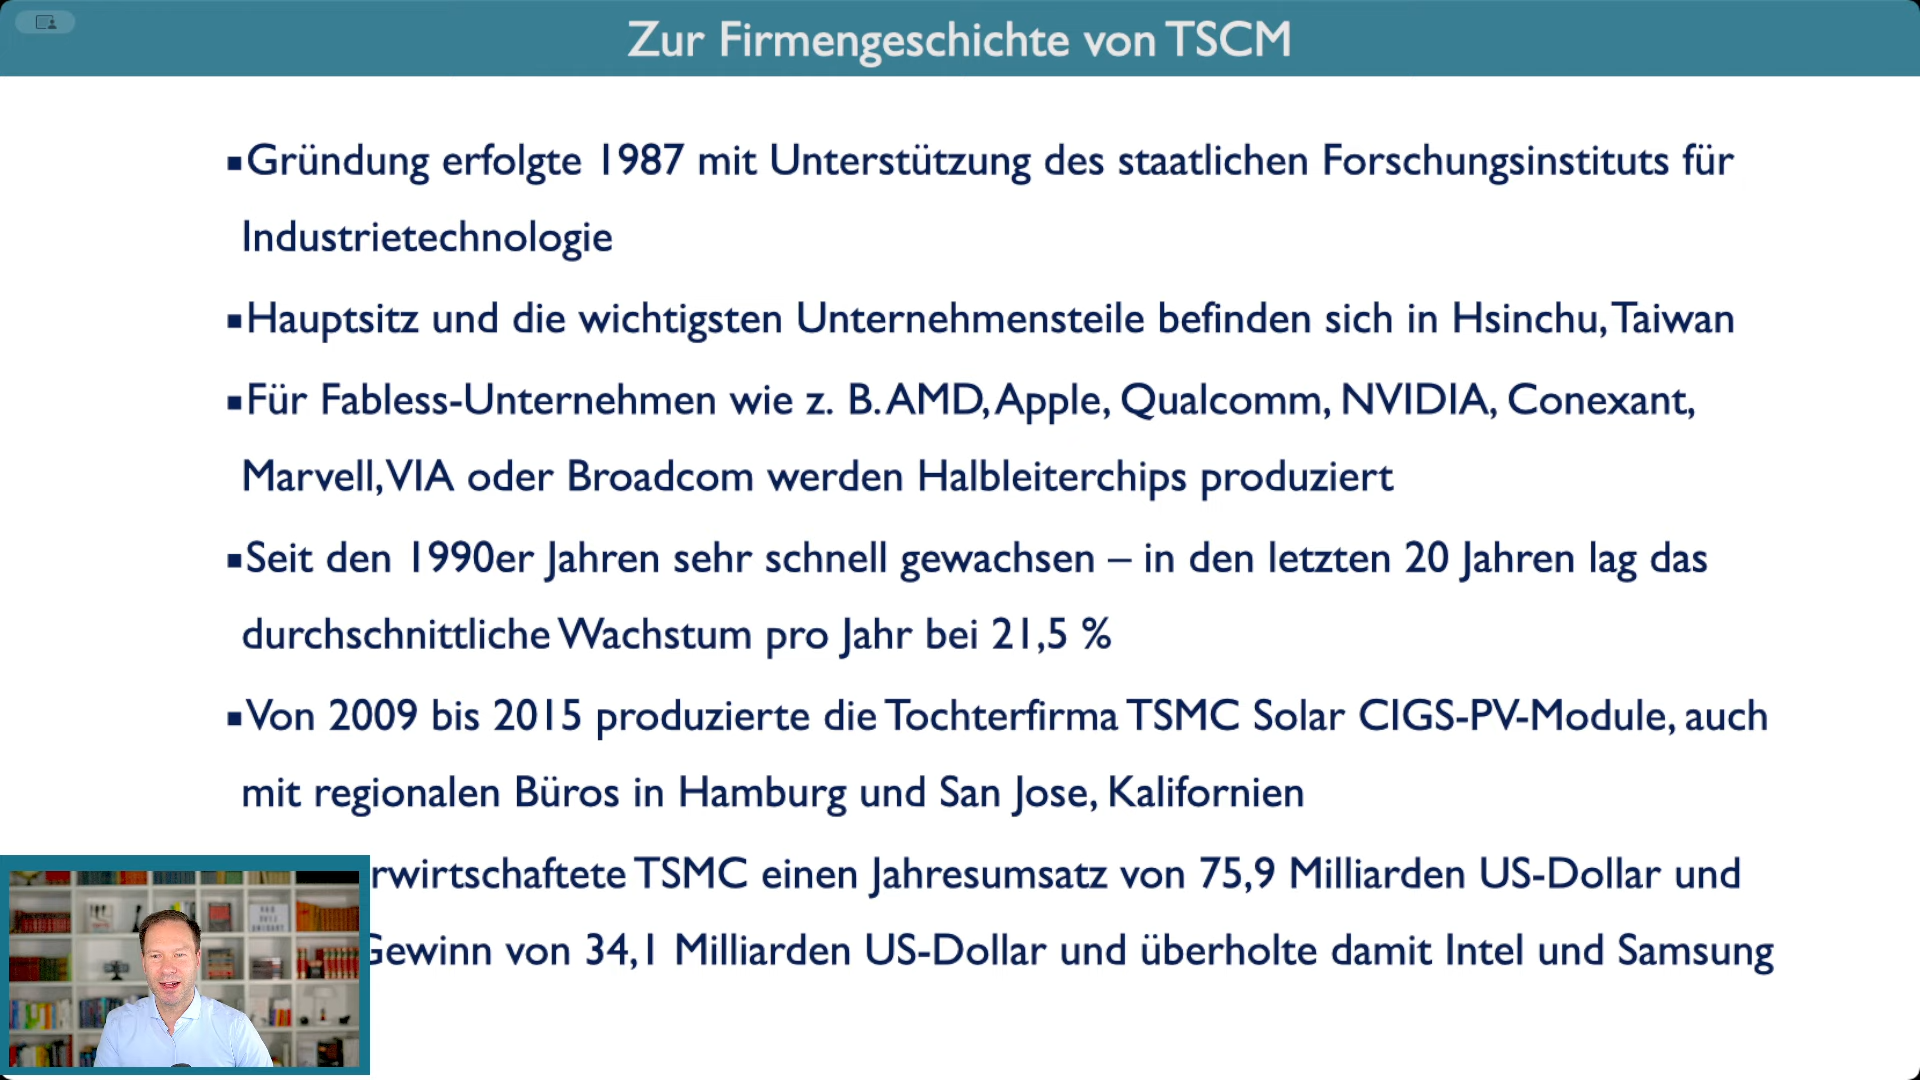 Zur Firmengeschichte von TSCM
▪Gründung erfolgte 1987 mit Unterstützung des staatlichen Forschungsinstituts für
Industrietechnologie
▪Hauptsitz und die wichtigsten Unternehmensteile befinden sich in Hsinchu, Taiwan
▪Für Fabless-Unternehmen wie z. B. AMD, Apple, Qualcomm, NVIDIA, Conexant,
Marvell, VIA oder Broadcom werden Halbleiterchips produziert
▪Seit den 1990er Jahren sehr schnell gewachsen – in den letzten 20 Jahren lag das
durchschnittliche Wachstum pro Jahr bei 21,5 %
▪Von 2009 bis 2015 produzierte die Tochterfirma TSMC Solar CIGS-PV-Module, auch
mit regionalen Büros in Hamburg und San Jose, Kalifornien
rwirtschaftete TSMC einen Jahresumsatz von 75,9 Milliarden US-Dollar und
Gewinn von 34,1 Milliarden US-Dollar und überholte damit Intel und Samsung